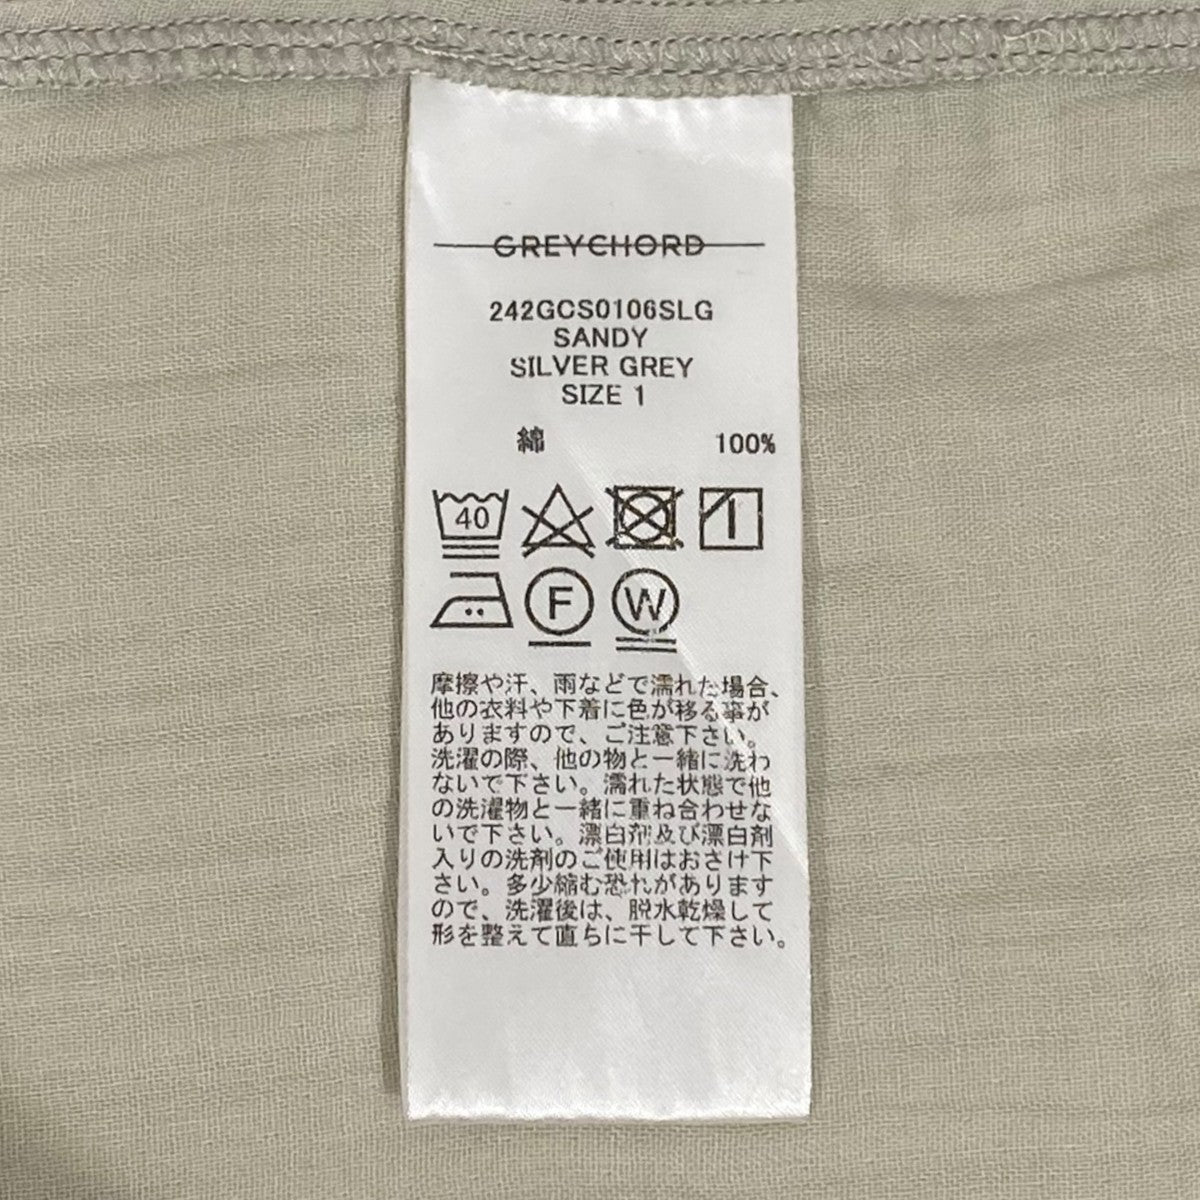 GREYCHORD
242GCS0106SLG
SANDY
SILVER GREY
SIZE 1
綿 100%
40
F W
摩擦や汗、雨などで濡れた場合、
他の衣料や下着に色が移る事が
ありますので、ご注意下さい。
洗濯の際、他の物と一緒に洗わ
ないで下さい。濡れた状態で他
の洗濯物と一緒に重ね合わせな
いで下さい。漂白剤及び漂白剤
入りの洗剤のご使用はおさけ下
さい。多少縮む恐れがあります
ので、洗濯後は、脱水乾燥して
形を整えて直ちに干して下さい。